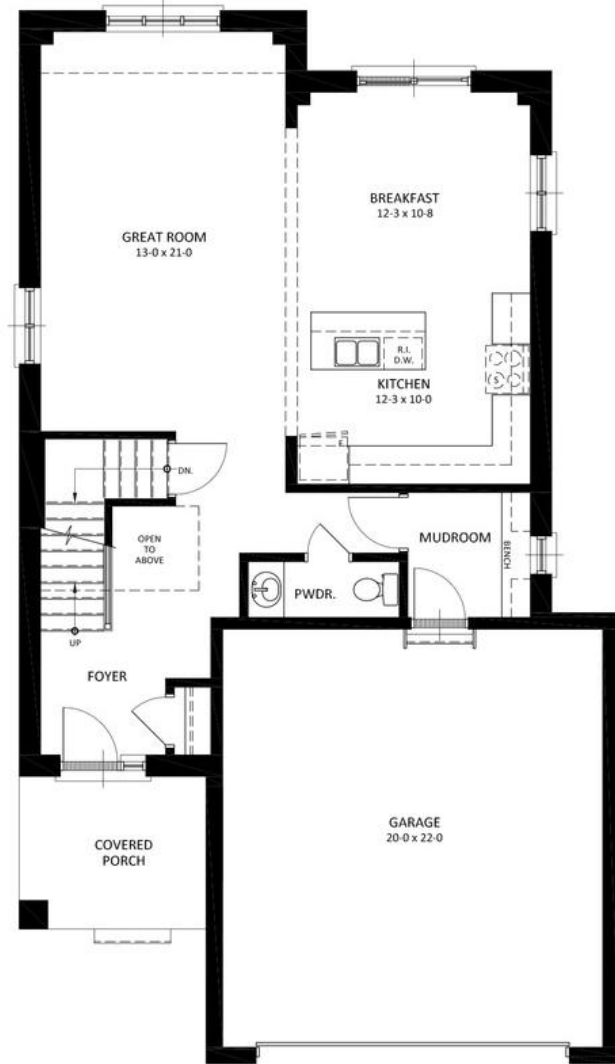 BREAKFAST
12-3 x 10-8
GREAT ROOM
13-0 x 21-0
R.I.
D.W.
S
KITCHEN
12-3 x 10-0
F.
DN.
OPEN
TO
ABOVE
MUDROOM
BENCH
PWDR.
UP
FOYER
GARAGE
20-0 x 22-0
COVERED
PORCH